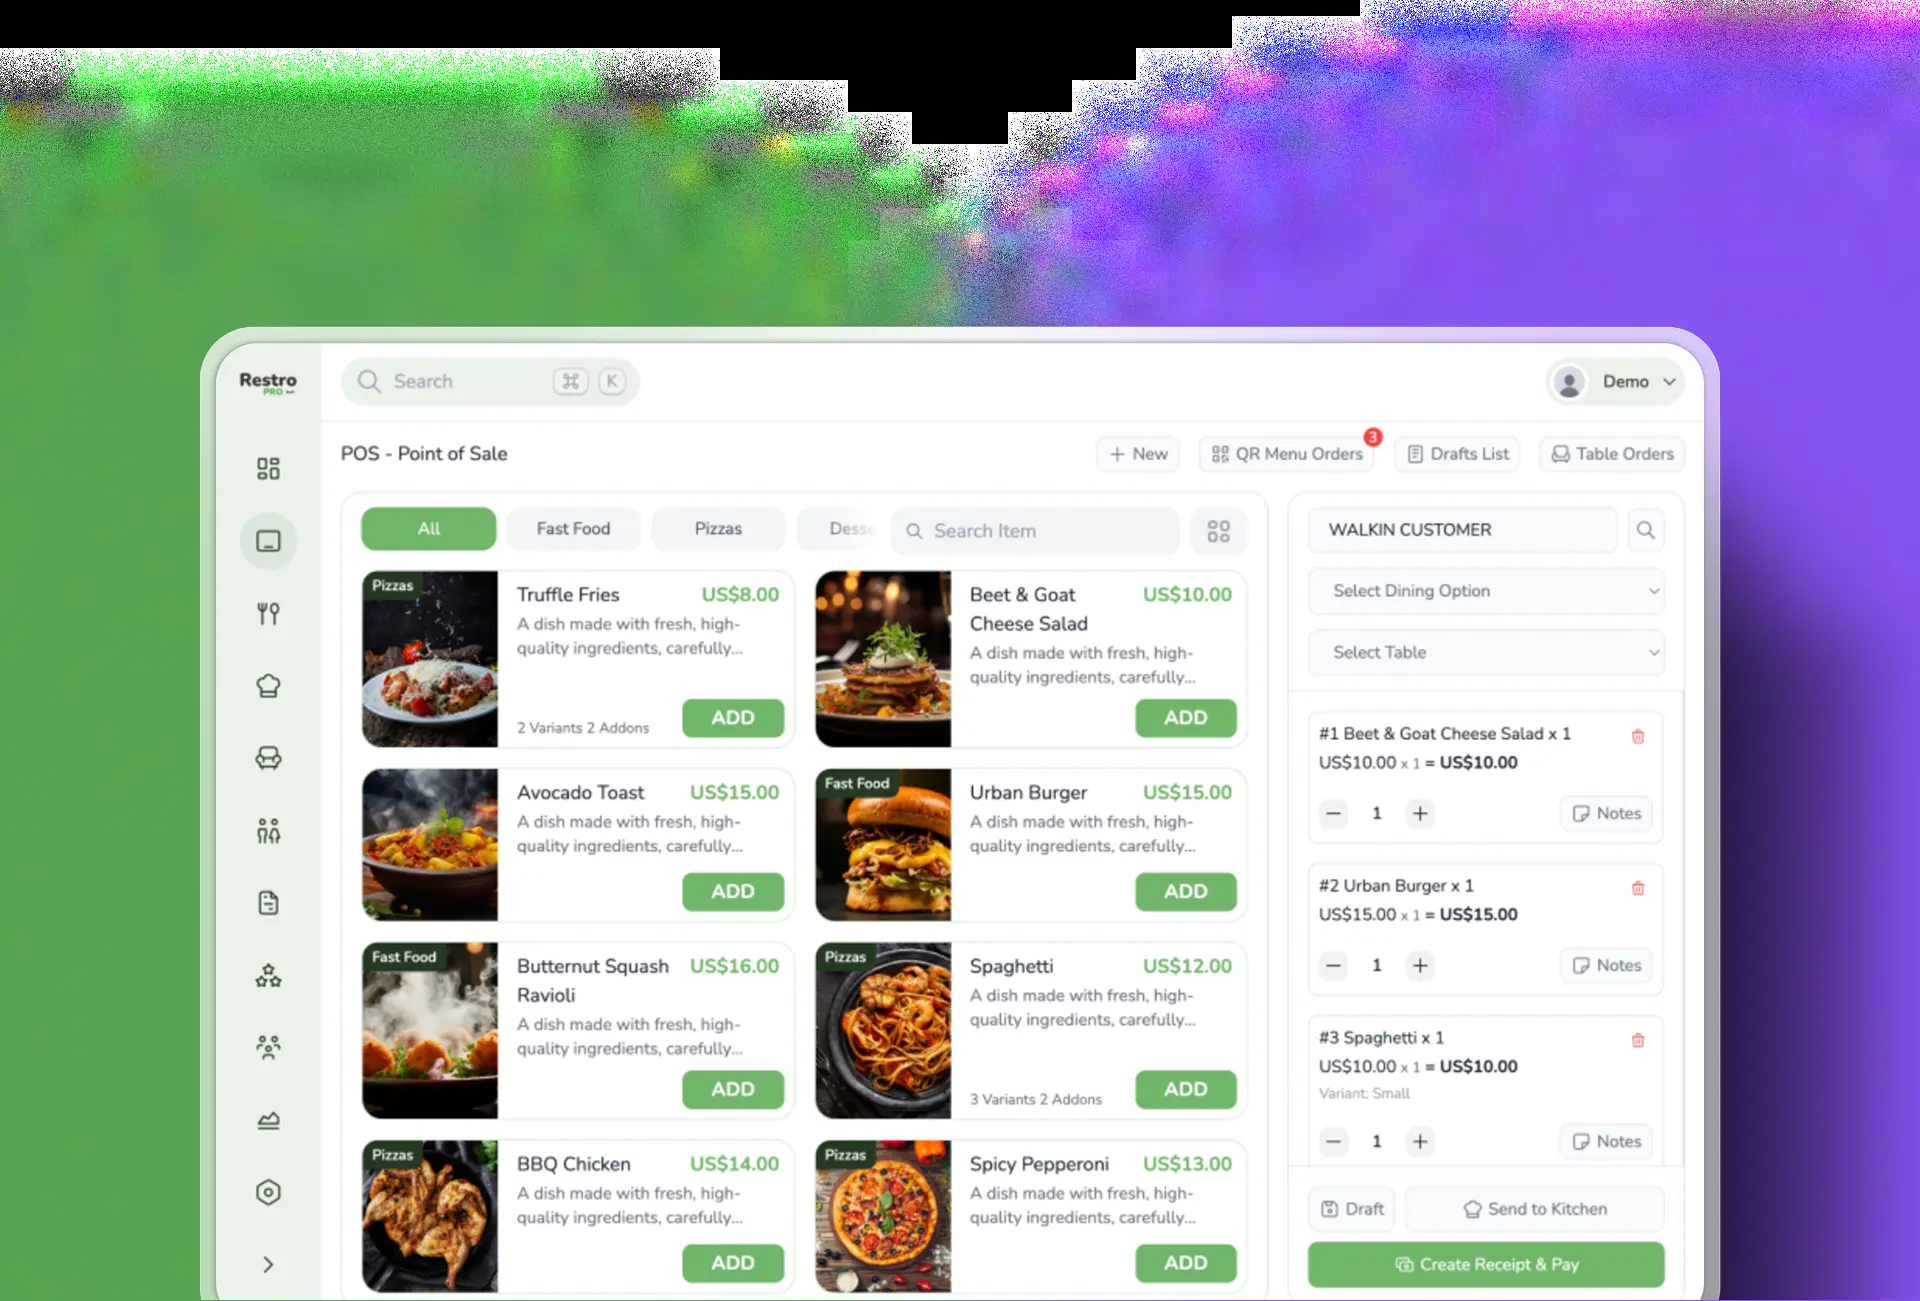 Restro
PRO
Search
K
Demo
POS - Point of Sale
New
QR Menu Orders
3
Drafts List
Table Orders
All
Fast Food
Pizzas
Desse
Search Item
WALKIN CUSTOMER
Select Dining Option
Select Table
Pizzas
Truffle Fries
US$8.00
A dish made with fresh, high-
quality ingredients, carefully...
2 Variants 2 Addons
ADD
Beet & Goat
Cheese Salad
US$10.00
A dish made with fresh, high-
quality ingredients, carefully...
ADD
Avocado Toast
US$15.00
A dish made with fresh, high-
quality ingredients, carefully...
ADD
Fast Food
Urban Burger
US$15.00
A dish made with fresh, high-
quality ingredients, carefully...
ADD
Fast Food
Butternut Squash
Ravioli
US$16.00
A dish made with fresh, high-
quality ingredients, carefully...
ADD
Pizzas
Spaghetti
US$12.00
A dish made with fresh, high-
quality ingredients, carefully...
3 Variants 2 Addons
ADD
Pizzas
BBQ Chicken
US$14.00
A dish made with fresh, high-
quality ingredients, carefully...
ADD
Pizzas
Spicy Pepperoni
US$13.00
A dish made with fresh, high-
quality ingredients, carefully...
ADD
#1 Beet & Goat Cheese Salad x 1
US$10.00 x 1 = US$10.00
1
Notes
#2 Urban Burger x 1
US$15.00 x 1 = US$15.00
1
Notes
#3 Spaghetti x 1
US$10.00 x 1 = US$10.00
Variant: Small
1
Notes
Draft
Send to Kitchen
Create Receipt & Pay